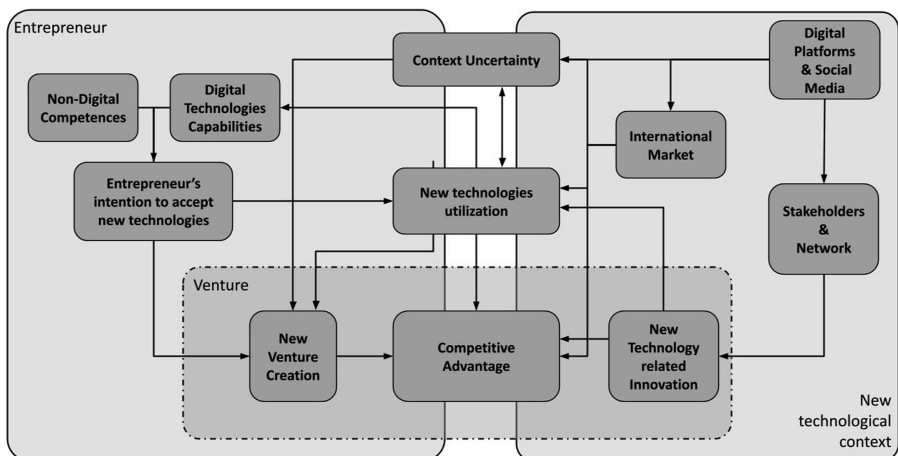 Entrepreneur
Context Uncertainty
Digital
Platforms
& Social
Media
Non-Digital
Competences
Digital
Technologies
Capabilities
International
Market
Entrepreneur's
intention to accept
new technologies
New technologies
utilization
Stakeholders
&
Network
Venture
New
Venture
Creation
Competitive
Advantage
New
Technology
related
Innovation
New
technological
context